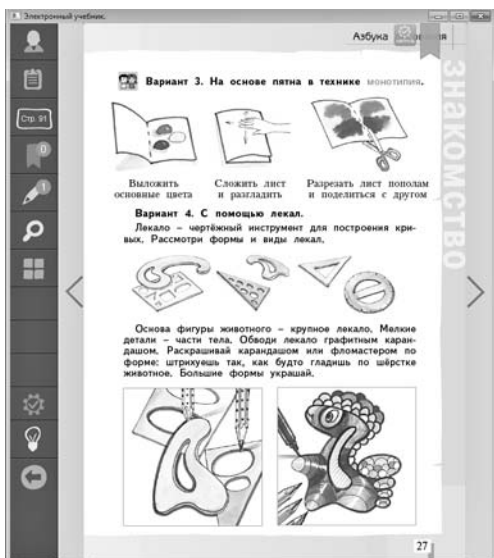 Электронный учебник.
Азбука
Стр. 91
0
1
ЗНАКОМСТВО
Вариант 3. На основе пятна в технике монотипия.
Выложить основные цвета
Сложить лист и разгладить
Разрезать лист пополам и поделиться с другом
Вариант 4. С помощью лекал.
Лекало – чертёжный инструмент для построения кри-
вых. Рассмотри формы и виды лекал.
Основа фигуры животного – крупное лекало. Мелкие
детали – части тела. Обводи лекало графитным каран-
дашом. Раскрашивай карандашом или фломастером по
форме: штрихуешь так, как будто гладишь по шёрстке
животное. Большие формы украшай.
27